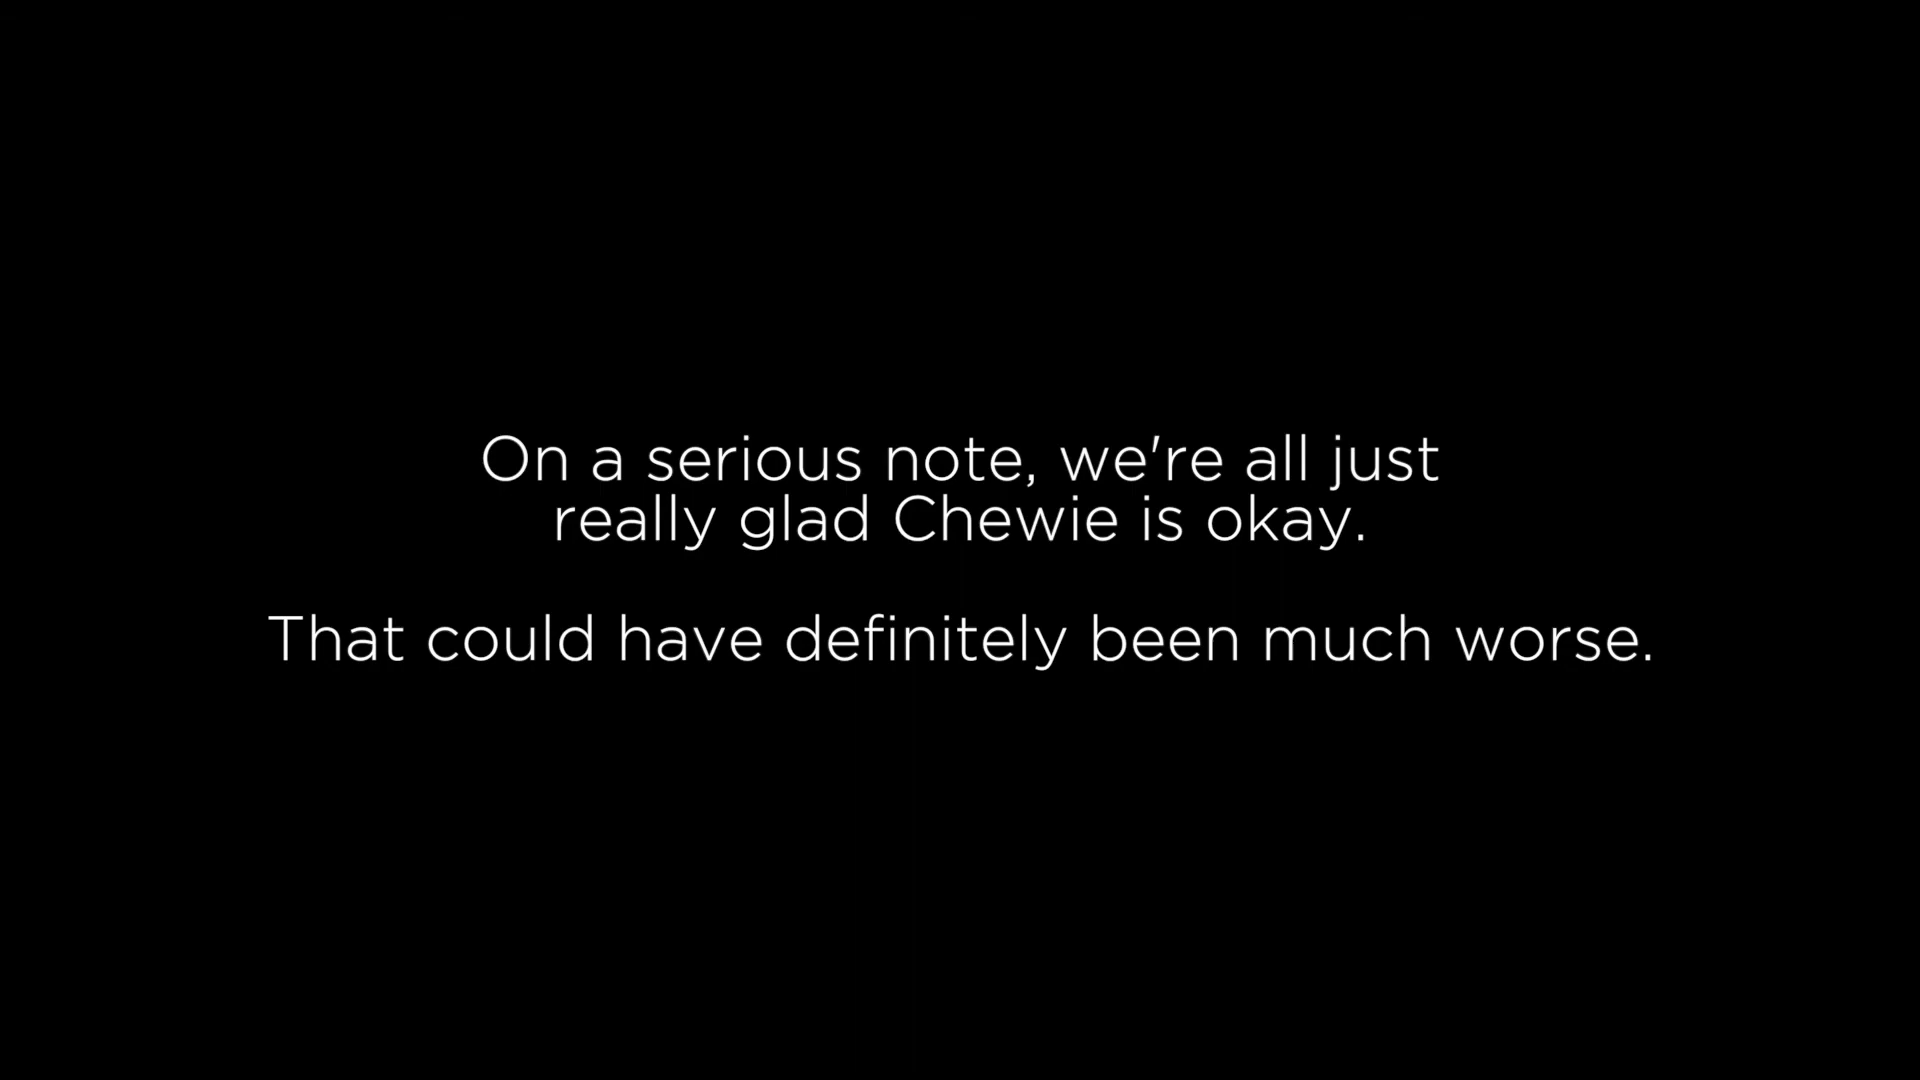 On a serious note, we're all just
really glad Chewie is okay.
That could have definitely been much worse.